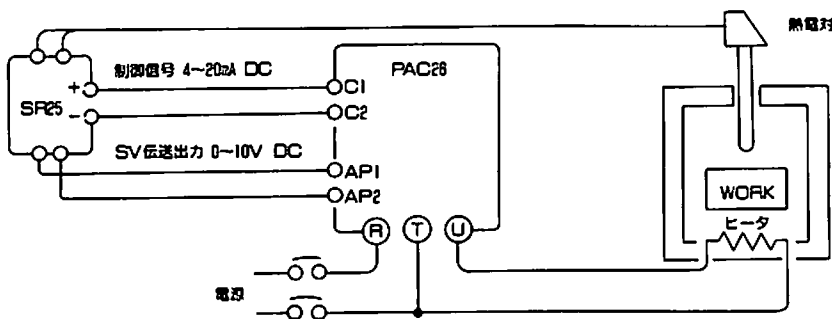 熱電対
制御信号 4~20mA DC
PAC26
+
C1
SR25
-
C2
SV伝送出力 0~10V DC
AP1
AP2
WORK
ヒータ
R
T
U
電源